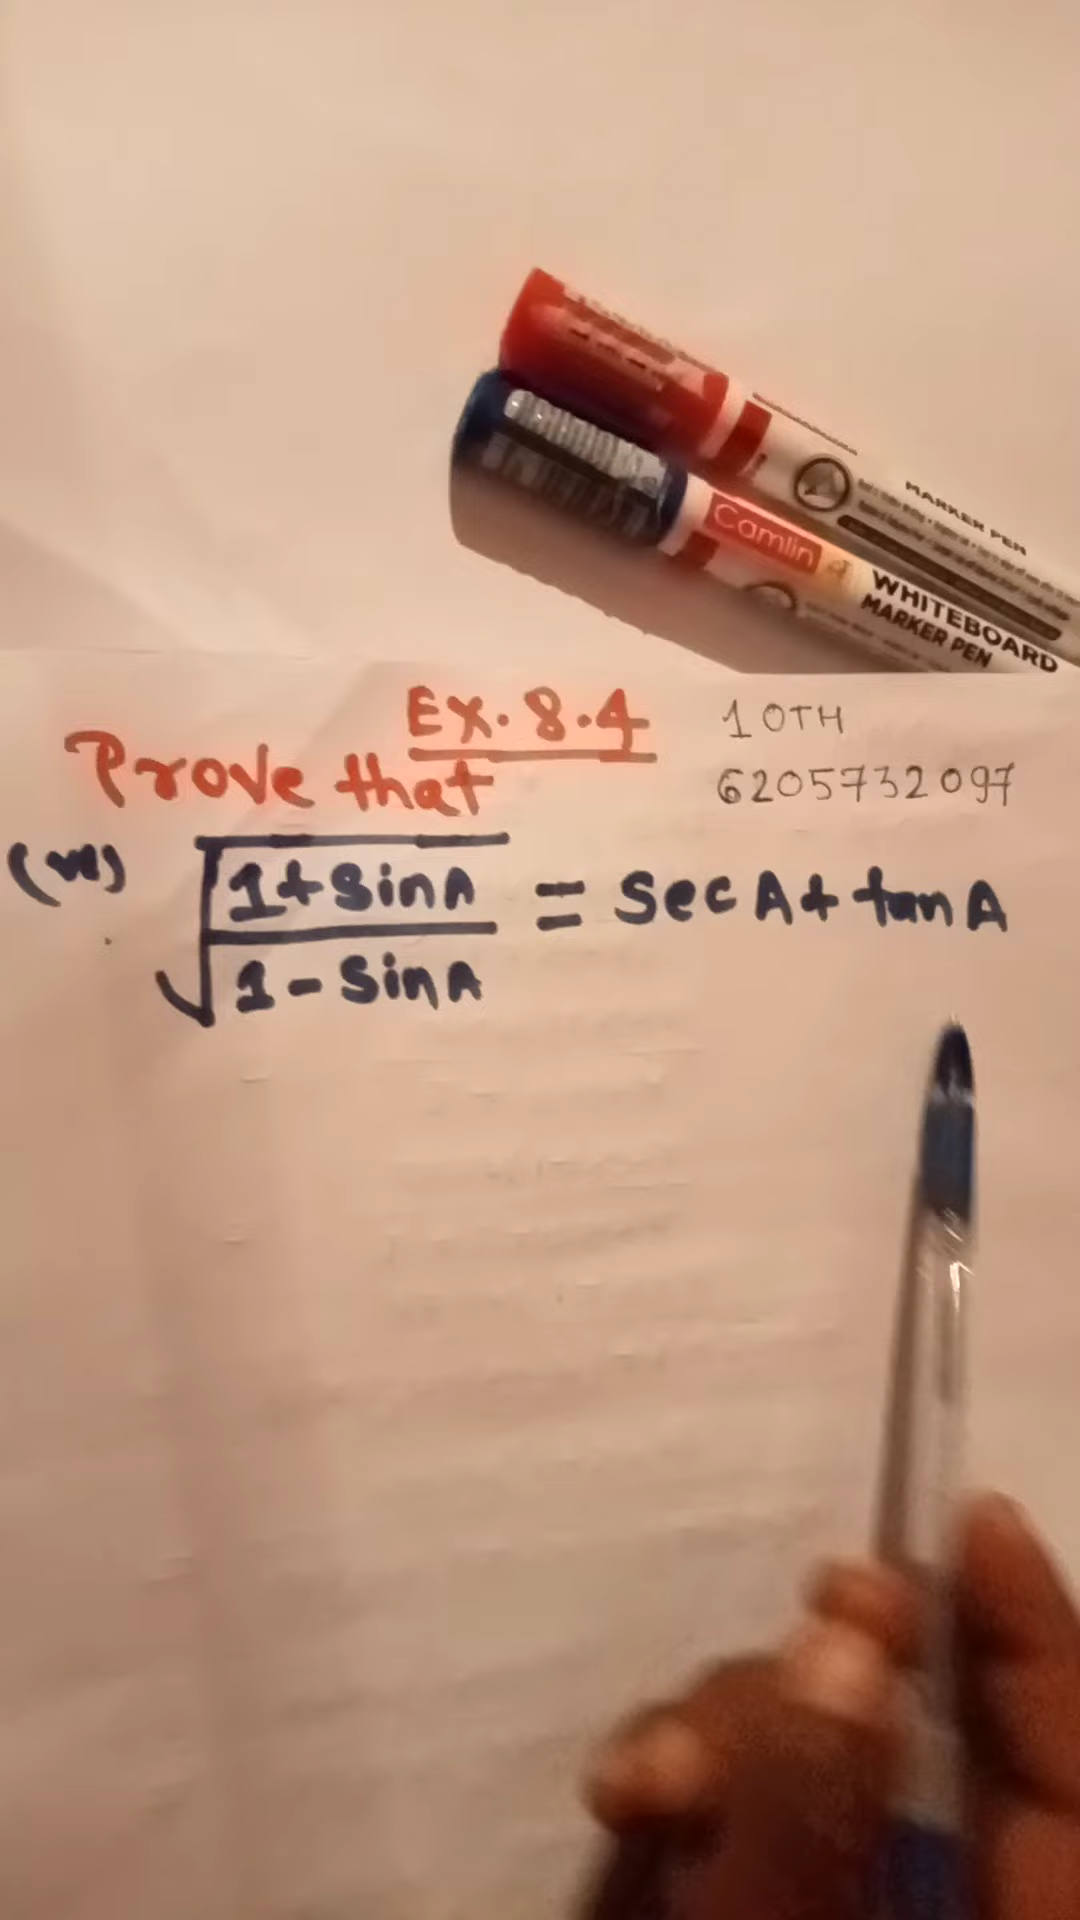 MARKER PEN
Camlin
WHITEBOARD
MARKER PEN
Ex. 8.4
10TH
Prove that
6205732097
√(1+sinA / 1-sinA) = secA + tanA